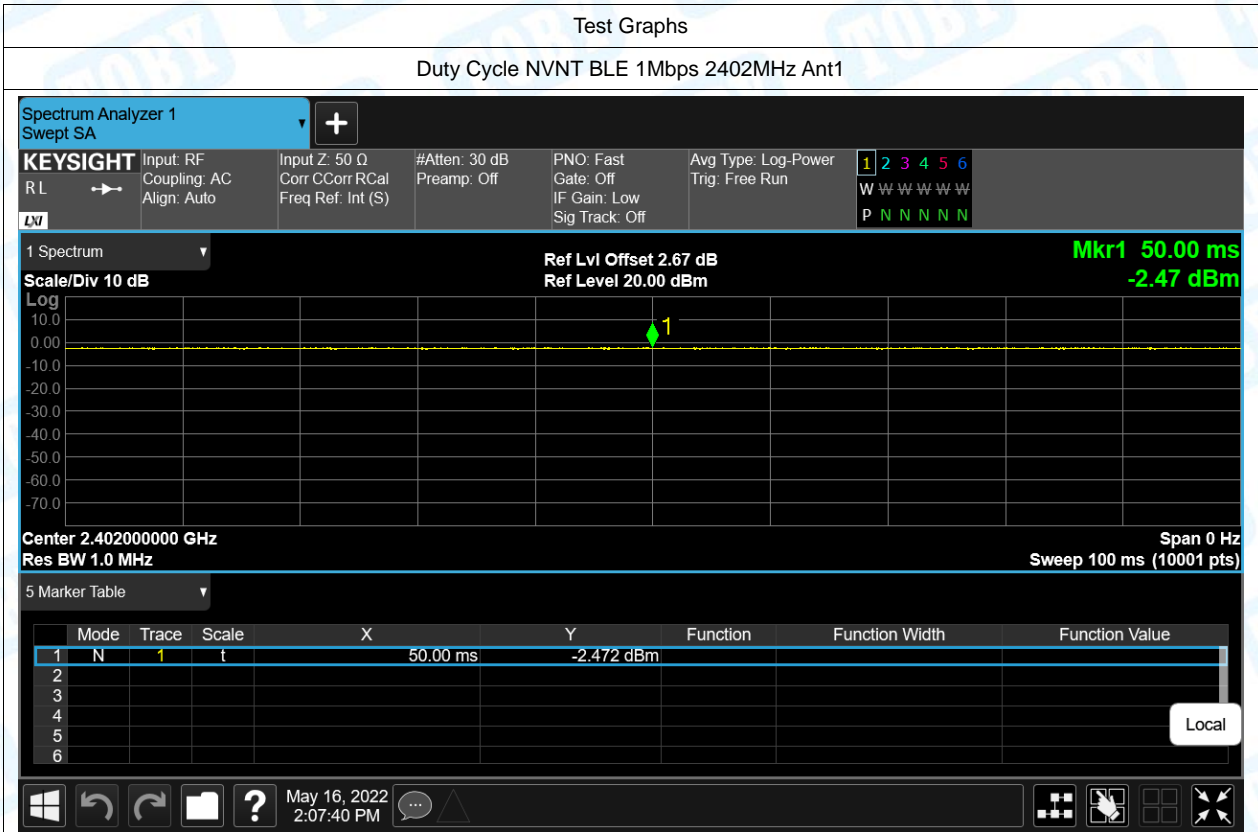 Test Graphs
Duty Cycle NVNT BLE 1Mbps 2402MHz Ant1
Spectrum Analyzer 1
Swept SA
KEYSIGHT
RL
LXI
Input: RF
Coupling: AC
Align: Auto
Input Z: 50 Ω
Corr CCorr RCal
Freq Ref: Int (S)
#Atten: 30 dB
Preamp: Off
PNO: Fast
Gate: Off
IF Gain: Low
Sig Track: Off
Avg Type: Log-Power
Trig: Free Run
1 2 3 4 5 6
W W W W W W
P N N N N N
1 Spectrum
Scale/Div 10 dB
Ref Lvl Offset 2.67 dB
Ref Level 20.00 dBm
Mkr1 50.00 ms
-2.47 dBm
Log
10.0
0.00
-10.0
-20.0
-30.0
-40.0
-50.0
-60.0
-70.0
1
Center 2.402000000 GHz
Res BW 1.0 MHz
Span 0 Hz
Sweep 100 ms (10001 pts)
5 Marker Table
Mode Trace Scale X Y Function Function Width Function Value
1 N 1 t 50.00 ms -2.472 dBm
2
3
4
5
6
Local
?
May 16, 2022
2:07:40 PM
TOBY